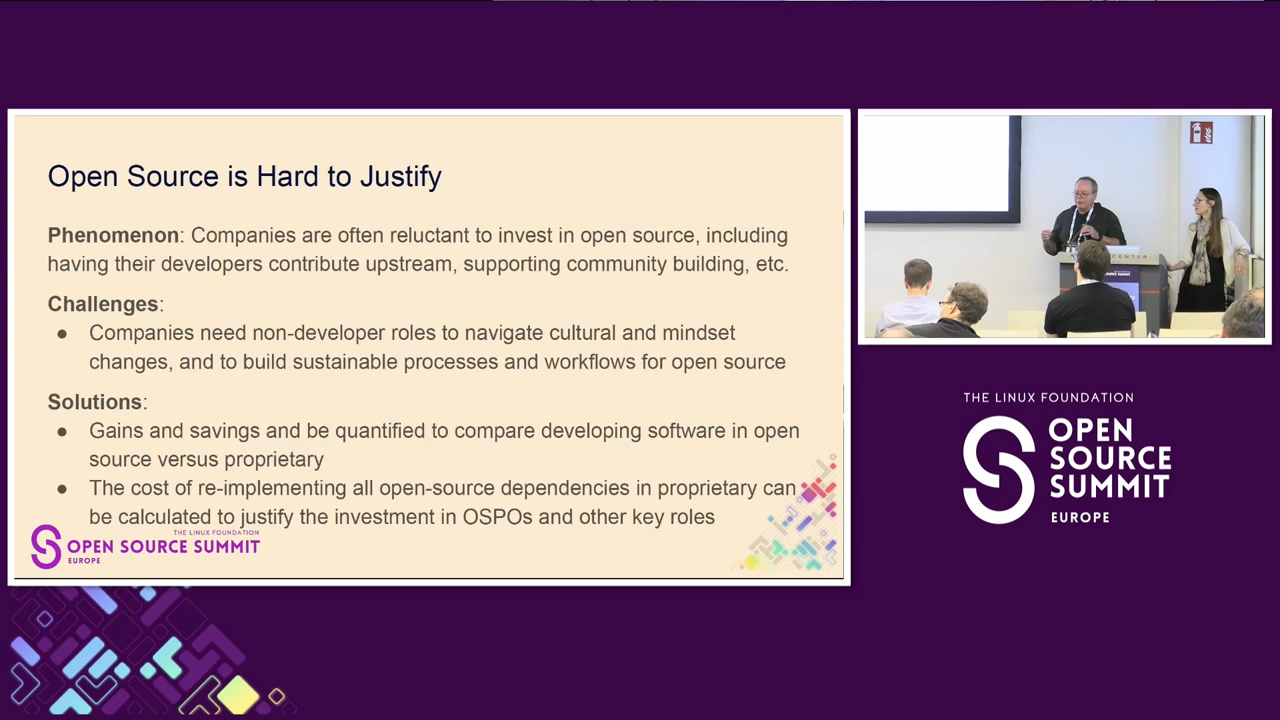 Open Source is Hard to Justify
Phenomenon: Companies are often reluctant to invest in open source, including
having their developers contribute upstream, supporting community building, etc.
Challenges:
● Companies need non-developer roles to navigate cultural and mindset
changes, and to build sustainable processes and workflows for open source
Solutions:
● Gains and savings and be quantified to compare developing software in open
source versus proprietary
● The cost of re-implementing all open-source dependencies in proprietary can
be calculated to justify the investment in OSPOs and other key roles
THE LINUX FOUNDATION
OPEN SOURCE SUMMIT
EUROPE
THE LINUX FOUNDATION
OPEN
SOURCE
SUMMIT
EUROPE